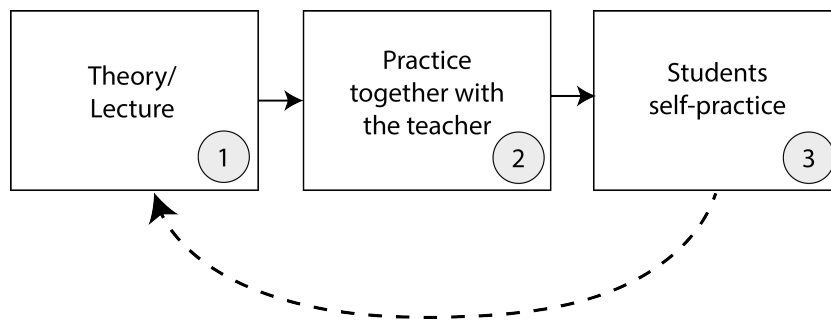 Theory/
Lecture
1
Practice
together with
the teacher
2
Students
self-practice
3